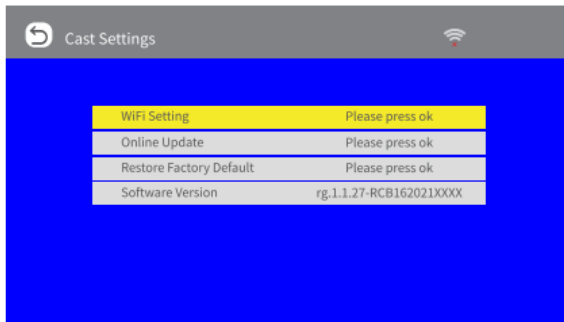 Cast Settings
WiFi Setting Please press ok
Online Update Please press ok
Restore Factory Default Please press ok
Software Version rg.1.1.27-RCB162021XXXX